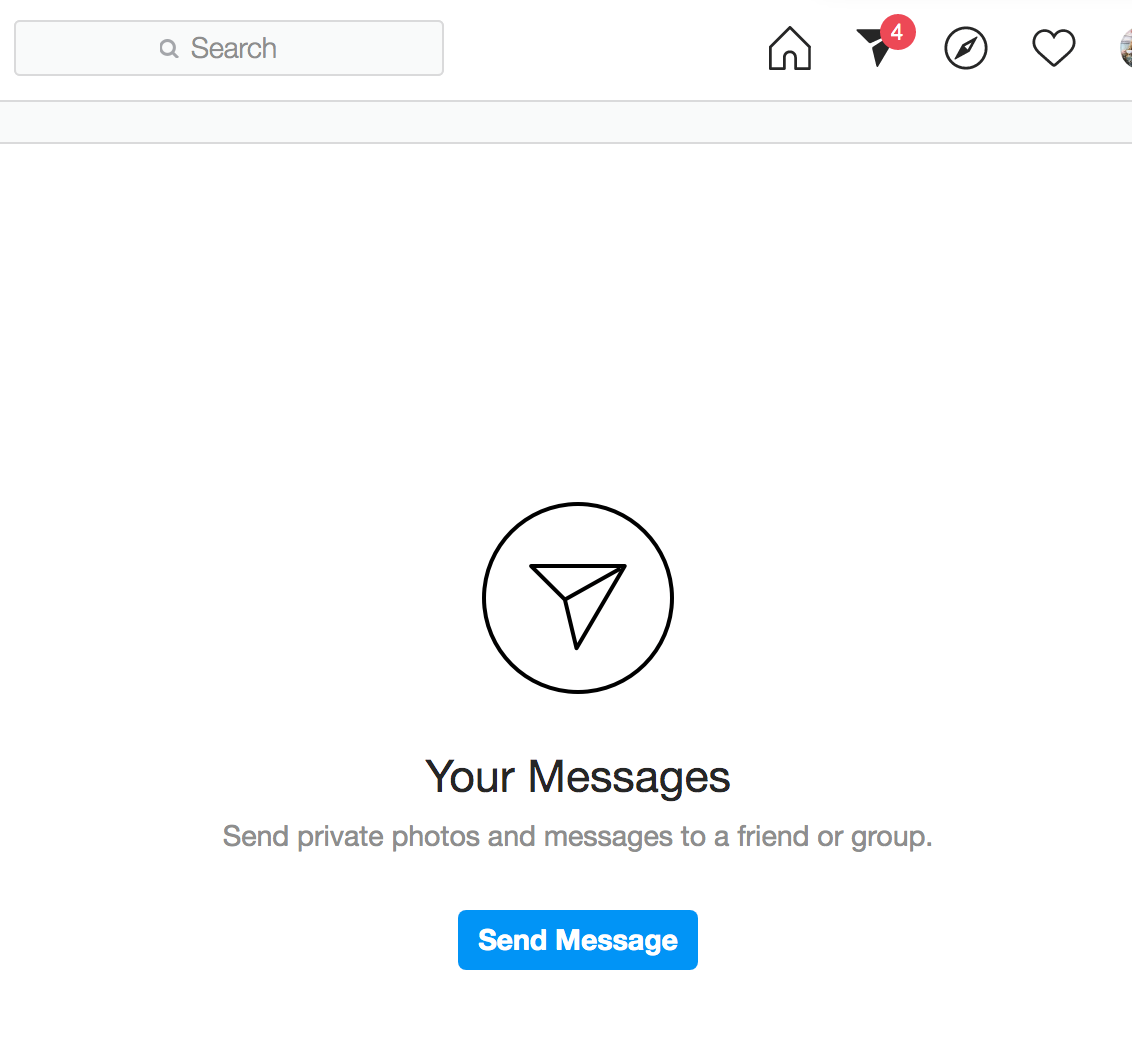 Search
4
Your Messages
Send private photos and messages to a friend or group.
Send Message